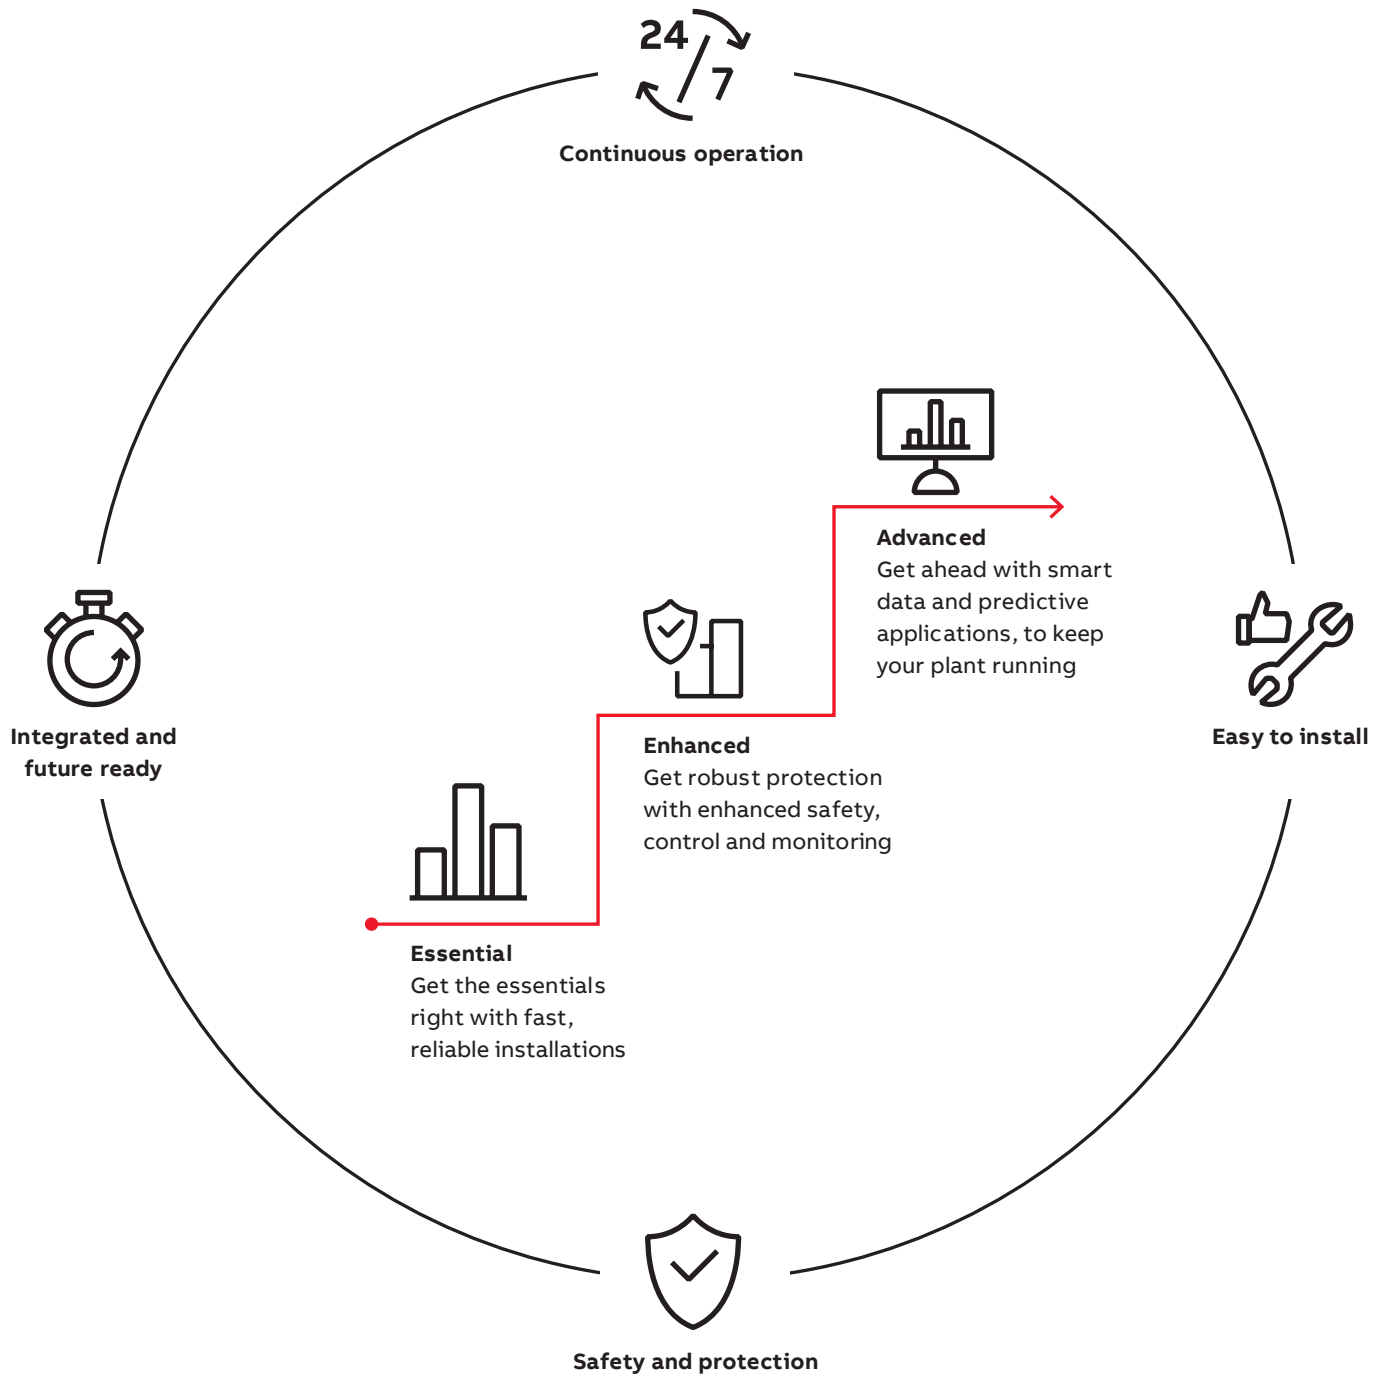 24
7
Continuous operation
Advanced
Get ahead with smart
data and predictive
applications, to keep
your plant running
Integrated and
future ready
Easy to install
Enhanced
Get robust protection
with enhanced safety,
control and monitoring
Essential
Get the essentials
right with fast,
reliable installations
Safety and protection